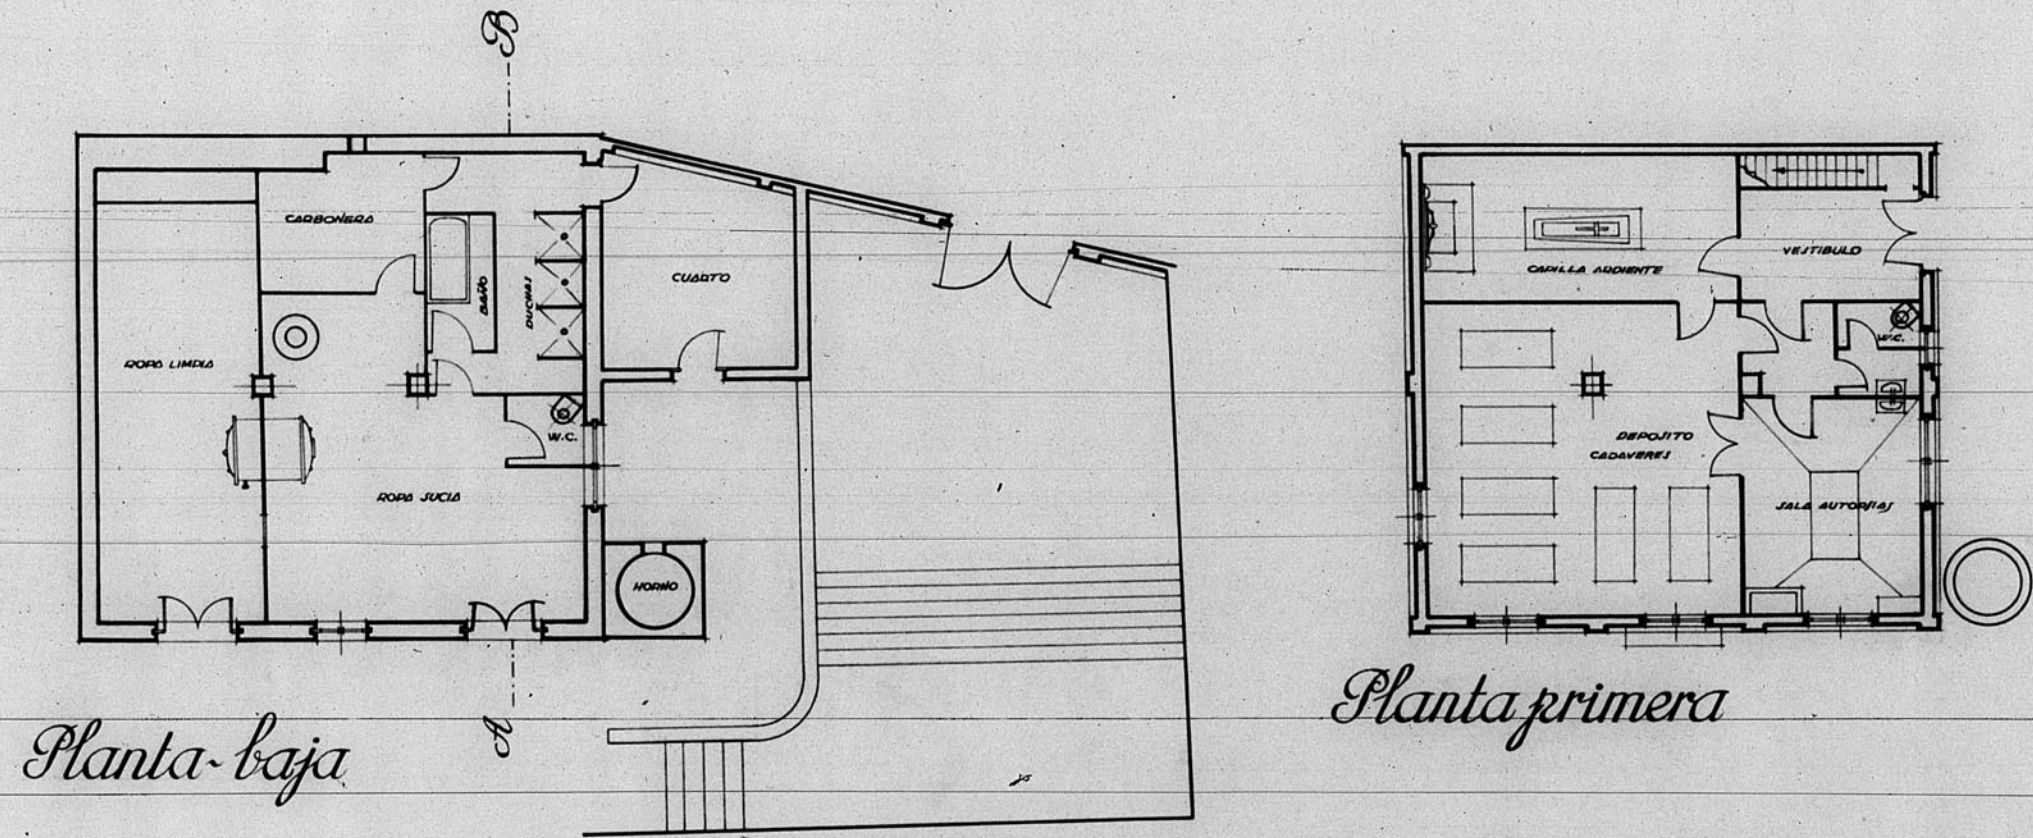 B
CARBONERA
BAÑO
DUCHAS
CUARTO
ROPA LIMPIA
W.C.
ROPA SUCIA
HORNO
A
Planta-baja
CAPILLA ARDIENTE
VESTIBULO
W.C.
DEPOSITO
CADAVERES
SALA AUTOPSIAS
Planta primera